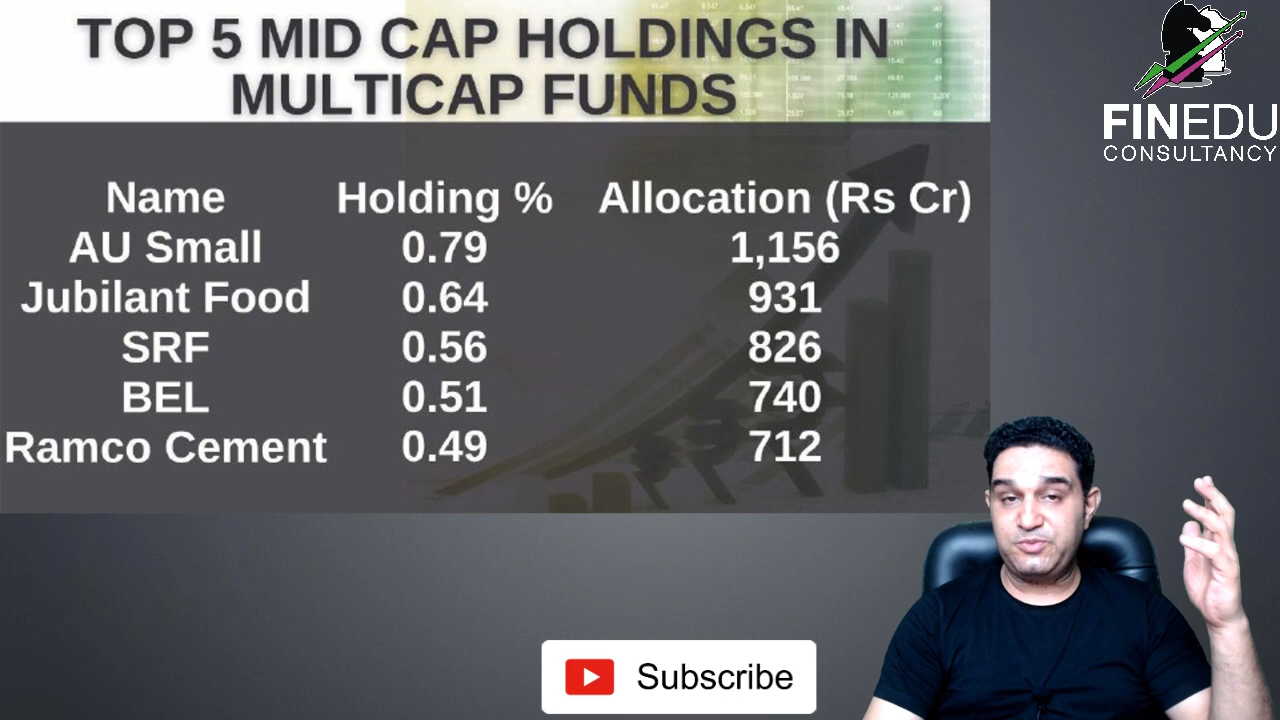 TOP 5 MID CAP HOLDINGS IN
MULTICAP FUNDS
FINEDU
CONSULTANCY
Name Holding % Allocation (Rs Cr)
AU Small 0.79 1,156
Jubilant Food 0.64 931
SRF 0.56 826
BEL 0.51 740
Ramco Cement 0.49 712
Subscribe